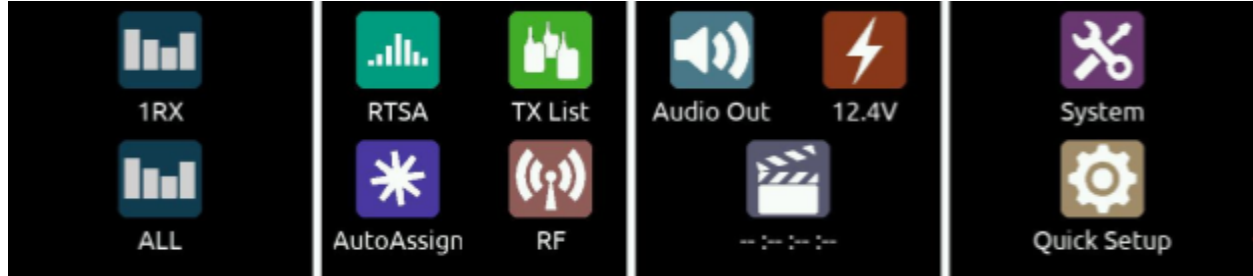 1RX
RTSA TX List
Audio Out 12.4V
System
ALL
AutoAssign RF
-- :-- :-- :--
Quick Setup